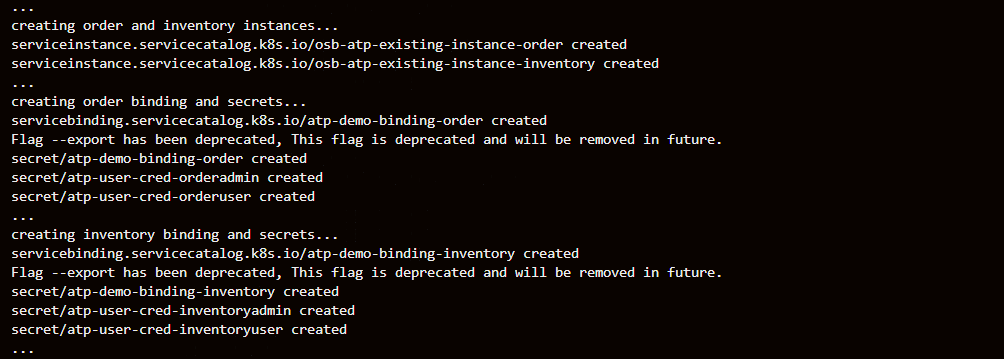 ...
creating order and inventory instances...
serviceinstance.servicecatalog.k8s.io/osb-atp-existing-instance-order created
serviceinstance.servicecatalog.k8s.io/osb-atp-existing-instance-inventory created
...
creating order binding and secrets...
servicebinding.servicecatalog.k8s.io/atp-demo-binding-order created
Flag --export has been deprecated, This flag is deprecated and will be removed in future.
secret/atp-demo-binding-order created
secret/atp-user-cred-orderadmin created
secret/atp-user-cred-orderuser created
...
creating inventory binding and secrets...
servicebinding.servicecatalog.k8s.io/atp-demo-binding-inventory created
Flag --export has been deprecated, This flag is deprecated and will be removed in future.
secret/atp-demo-binding-inventory created
secret/atp-user-cred-inventoryadmin created
secret/atp-user-cred-inventoryuser created
...